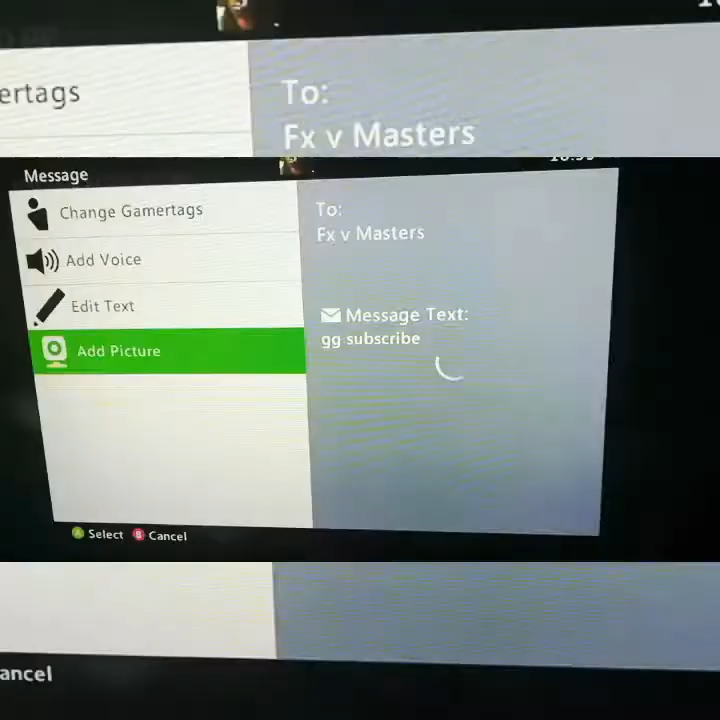 ertags
To:
Fx v Masters
Message
Change Gamertags
Add Voice
Edit Text
Add Picture
To:
Fx v Masters
Message Text:
gg subscribe
A Select B Cancel
ancel